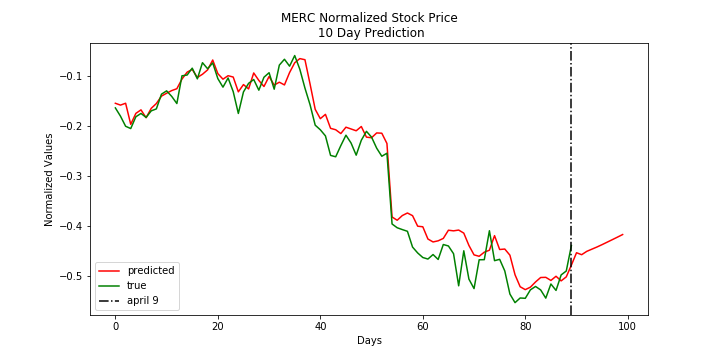 MERC Normalized Stock Price
10 Day Prediction
Normalized Values
−0.1
−0.2
−0.3
−0.4
−0.5
predicted
true
april 9
0
20
40
60
80
100
Days